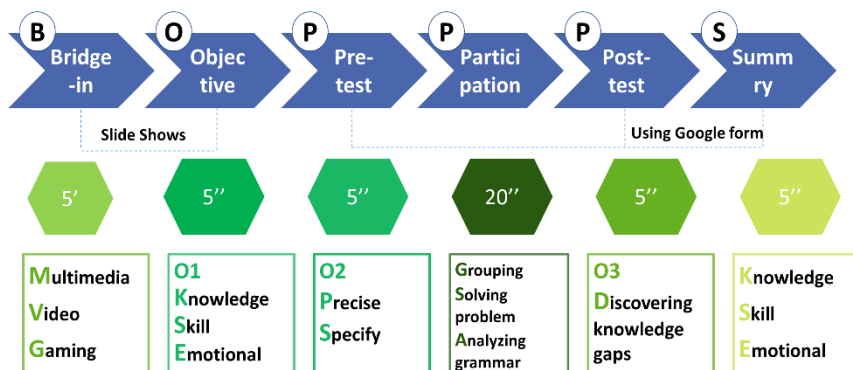 B
O
P
P
P
S
Bridge
-in
Objec
tive
Pre-
test
Partici
pation
Post-
test
Summ
ry
Slide Shows
Using Google form
5’
5’’
5’’
20’’
5’’
5’’
Multimedia
Video
Gaming
O1
Knowledge
Skill
Emotional
O2
Precise
Specify
Grouping
Solving
problem
Analyzing
grammar
O3
Discovering
knowledge
gaps
Knowledge
Skill
Emotional